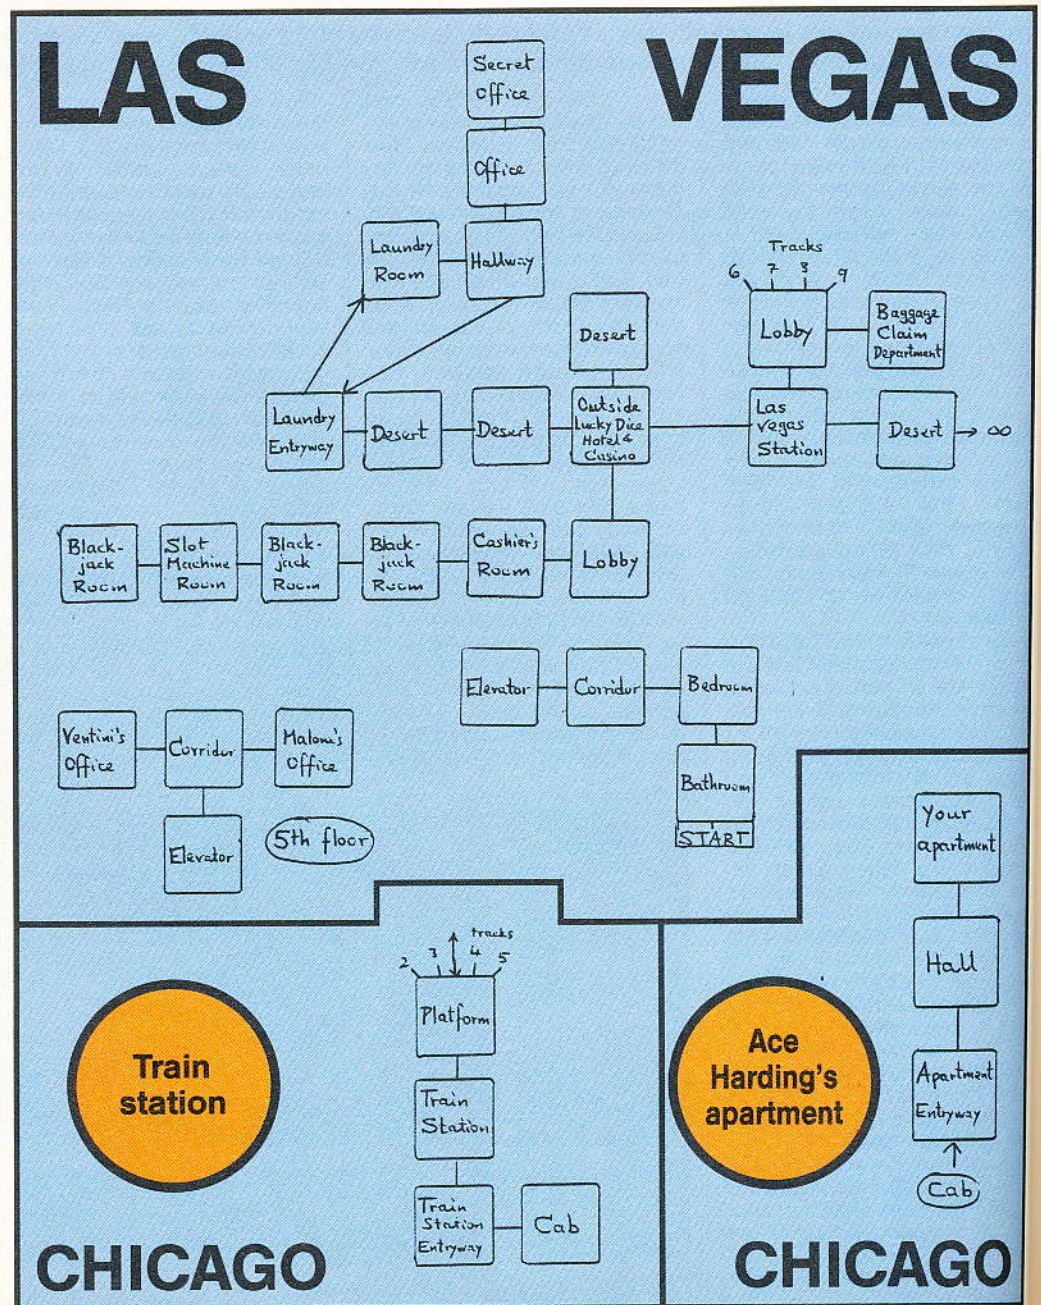 LAS VEGAS
Secret
Office
Office
Laundry
Room
Hallway
Tracks
6 7 8 9
Lobby
Baggage
Claim
Department
Desert
Laundry
Entryway
Desert
Desert
Outside
Lucky Dice
Hotel &
Casino
Las
Vegas
Station
Desert
∞
Black-
jack
Room
Slot
Machine
Room
Black-
jack
Room
Black-
jack
Room
Cashier's
Room
Lobby
Elevator
Corridor
Bedroom
Ventini's
Office
Corridor
Malone's
Office
Bathroom
START
Elevator
5th floor
Your
apartment
tracks
2 3 4 5
Platform
Hall
Train
station
Ace
Harding's
apartment
Train
Station
Apartment
Entryway
Train
Station
Entryway
Cab
Cab
CHICAGO
CHICAGO